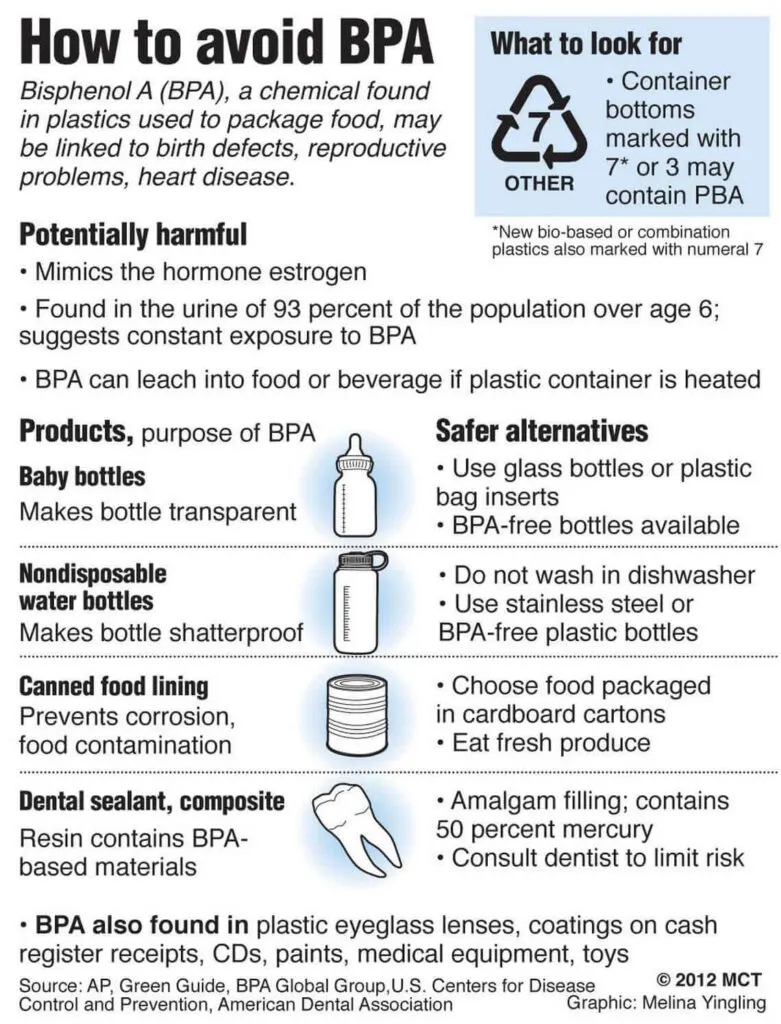 How to avoid BPA
Bisphenol A (BPA), a chemical found
in plastics used to package food, may
be linked to birth defects, reproductive
problems, heart disease.
What to look for
7
OTHER
• Container
bottoms
marked with
7* or 3 may
contain PBA
*New bio-based or combination
plastics also marked with numeral 7
Potentially harmful
• Mimics the hormone estrogen
• Found in the urine of 93 percent of the population over age 6;
suggests constant exposure to BPA
• BPA can leach into food or beverage if plastic container is heated
Products, purpose of BPA
Safer alternatives
Baby bottles
Makes bottle transparent
• Use glass bottles or plastic
bag inserts
• BPA-free bottles available
Nondisposable
water bottles
Makes bottle shatterproof
• Do not wash in dishwasher
• Use stainless steel or
BPA-free plastic bottles
Canned food lining
Prevents corrosion,
food contamination
• Choose food packaged
in cardboard cartons
• Eat fresh produce
Dental sealant, composite
Resin contains BPA-
based materials
• Amalgam filling; contains
50 percent mercury
• Consult dentist to limit risk
• BPA also found in plastic eyeglass lenses, coatings on cash
register receipts, CDs, paints, medical equipment, toys
Source: AP, Green Guide, BPA Global Group,U.S. Centers for Disease
Control and Prevention, American Dental Association
© 2012 MCT
Graphic: Melina Yingling